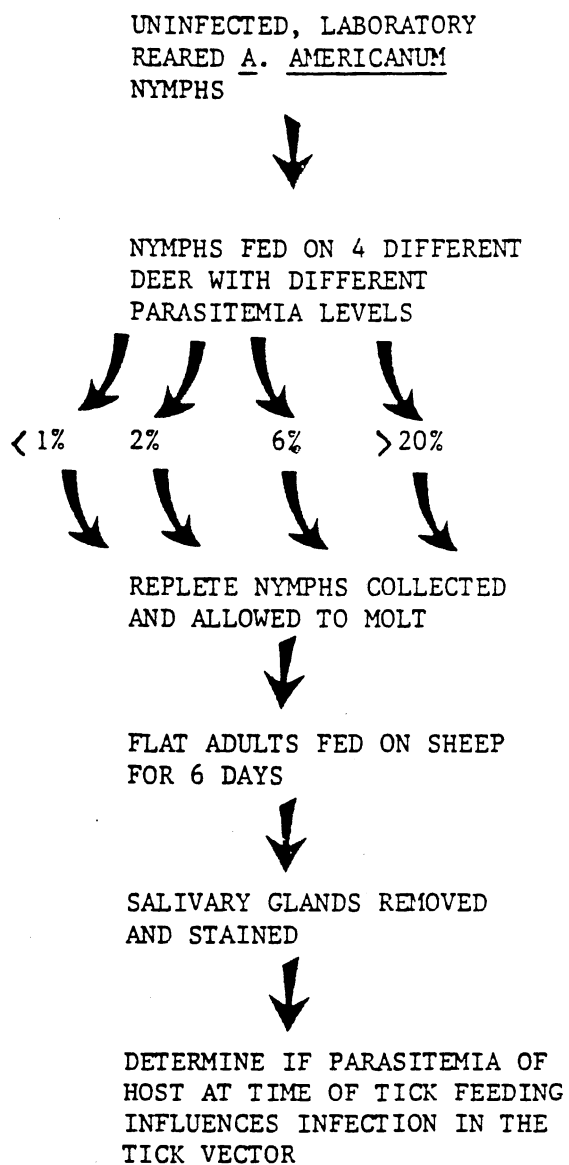 UNINFECTED, LABORATORY
REARED A. AMERICANUM
NYMPHS
NYMPHS FED ON 4 DIFFERENT
DEER WITH DIFFERENT
PARASITEMIA LEVELS
< 1% 2% 6% > 20%
REPLETE NYMPHS COLLECTED
AND ALLOWED TO MOLT
FLAT ADULTS FED ON SHEEP
FOR 6 DAYS
SALIVARY GLANDS REMOVED
AND STAINED
DETERMINE IF PARASITEMIA OF
HOST AT TIME OF TICK FEEDING
INFLUENCES INFECTION IN THE
TICK VECTOR